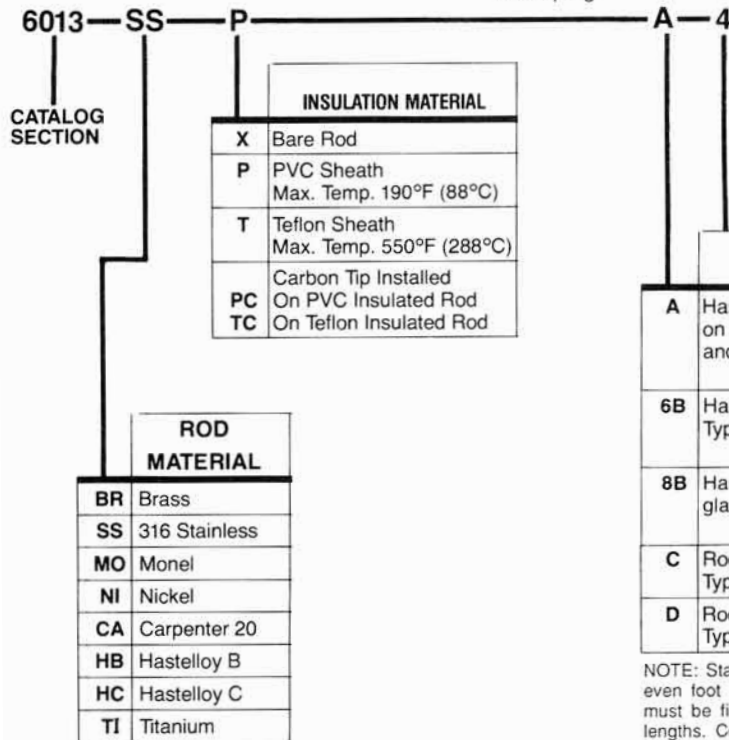 6013 SS P A 4
CATALOG
SECTION
INSULATION MATERIAL
X Bare Rod
P PVC Sheath
Max. Temp. 190°F (88°C)
T Teflon Sheath
Max. Temp. 550°F (288°C)
Carbon Tip Installed
PC On PVC Insulated Rod
TC On Teflon Insulated Rod
ROD
MATERIAL
BR Brass
SS 316 Stainless
MO Monel
NI Nickel
CA Carpenter 20
HB Hastelloy B
HC Hastelloy C
TI Titanium
A
on
6B
8B
C
D
NOTE:
even foot
must be
lengths.